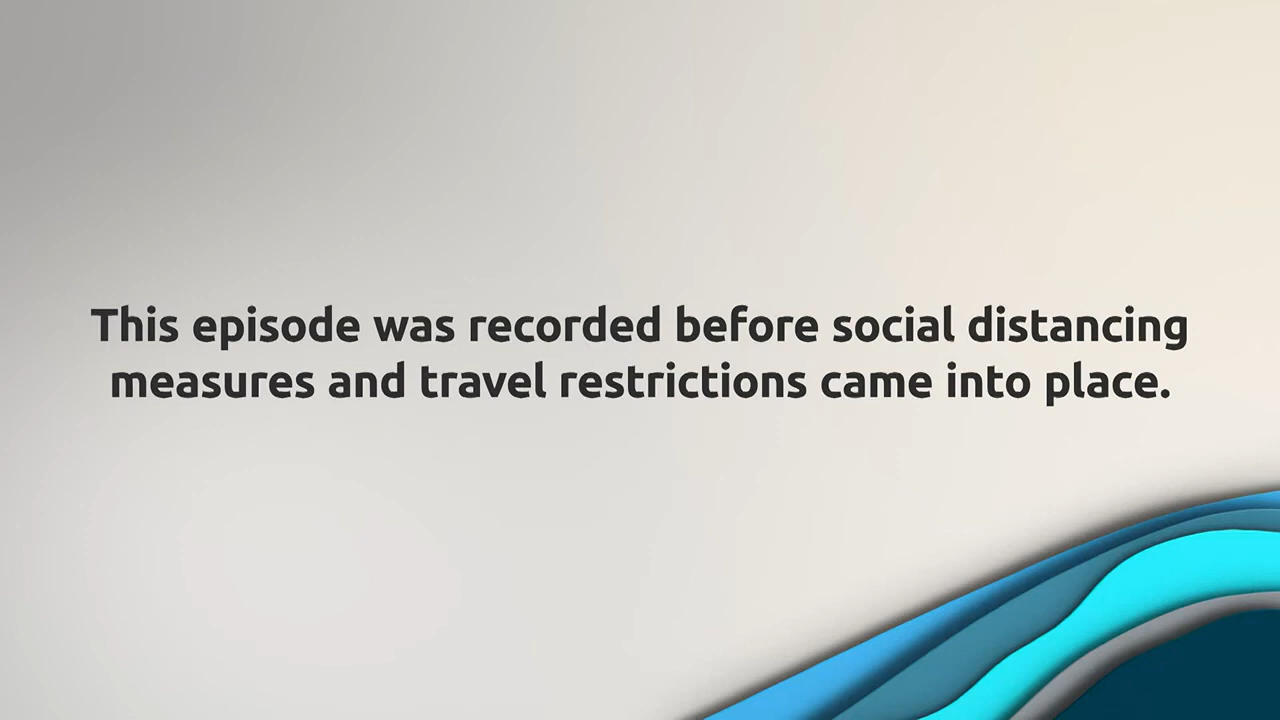 This episode was recorded before social distancing
measures and travel restrictions came into place.